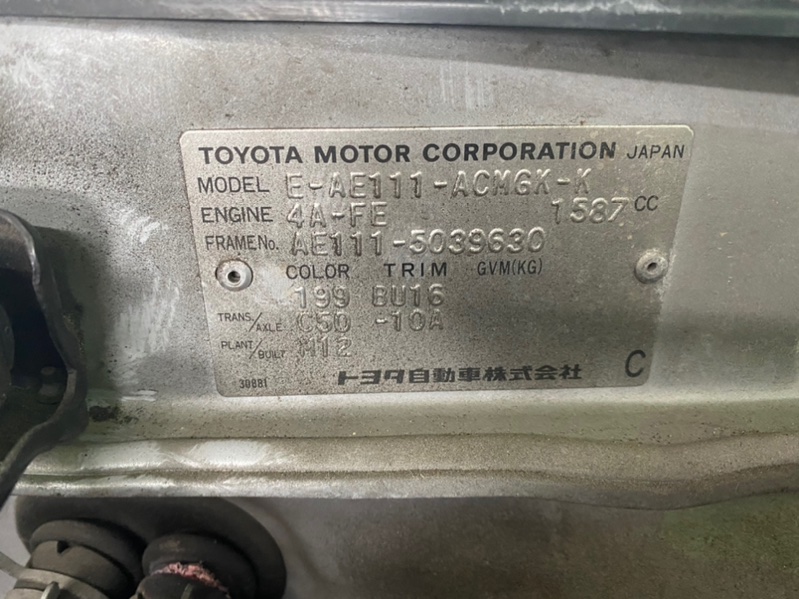 TOYOTA MOTOR CORPORATION JAPAN
MODEL E-AE111-ACMGK-K
ENGINE 4A-FE 1587 CC
FRAME No. AE111-5039630
COLOR TRIM GVM(KG)
199 BU16
TRANS./AXLE C50 -10A
PLANT/BUILT M12
30881
トヨタ自動車株式会社 C